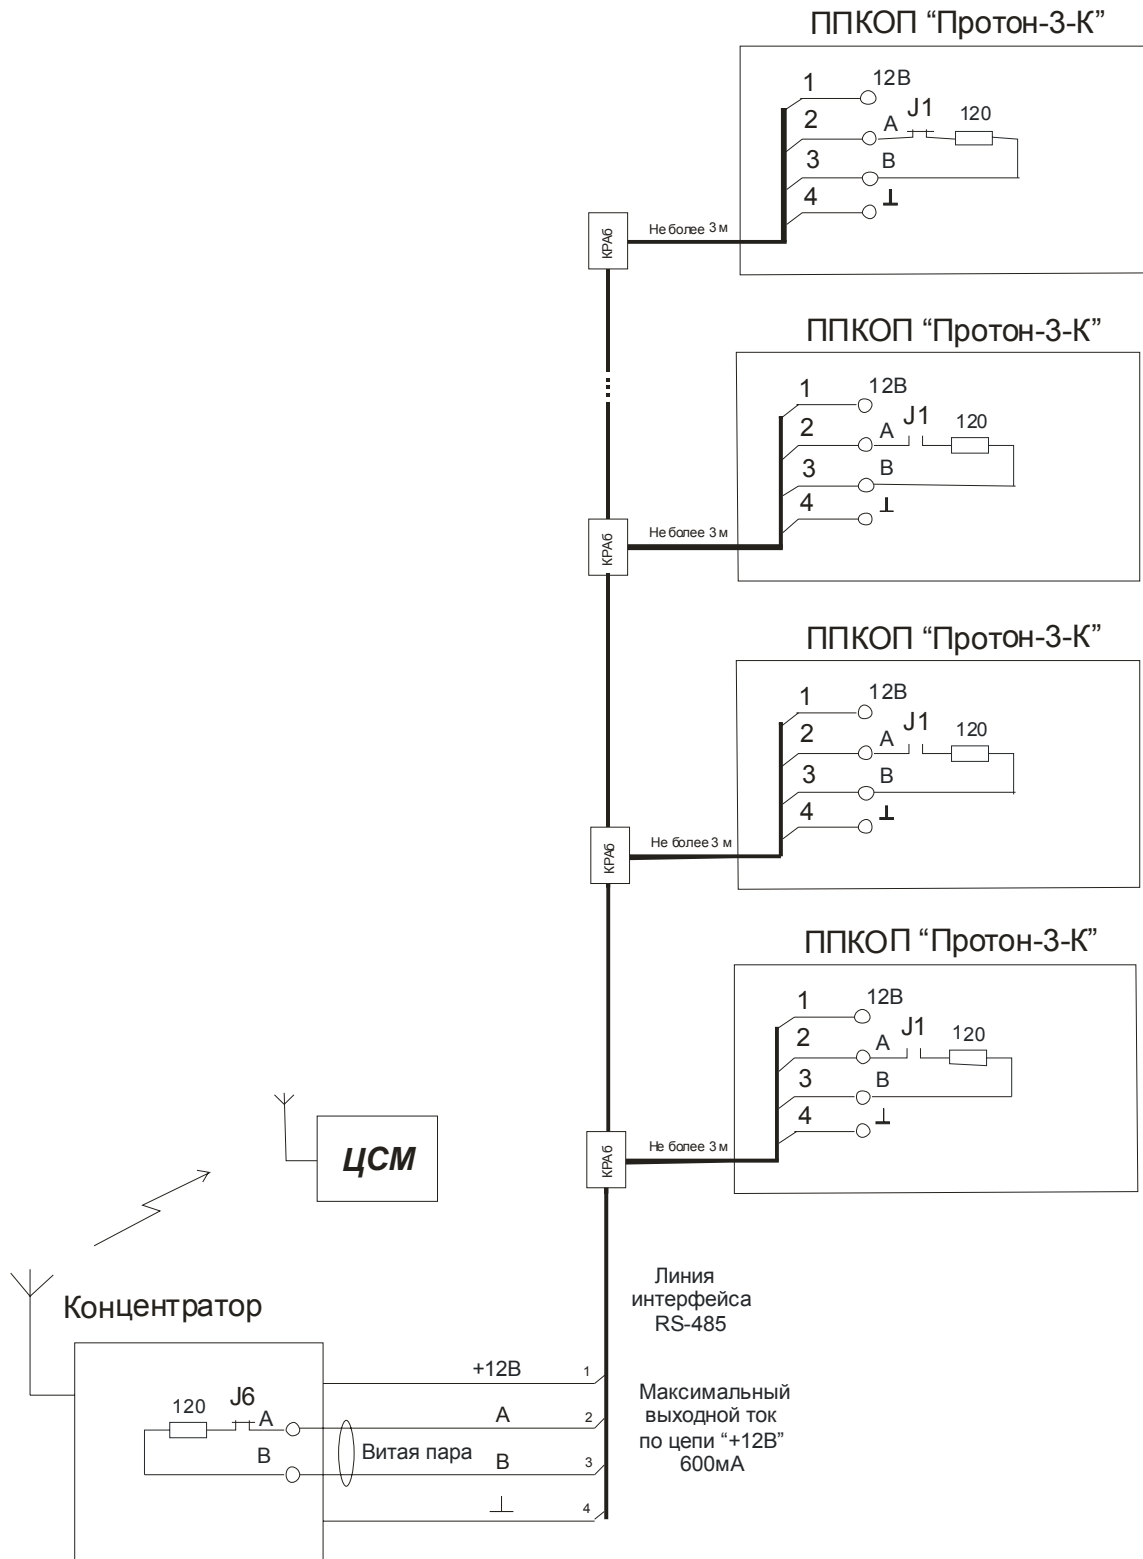 ППКОП “Протон-3-К”
1
12В
2
А
J1
120
3
В
4
⊥
КРАб
Не более 3 м
ППКОП “Протон-3-К”
1
12В
2
А
J1
120
3
В
4
⊥
КРАб
Не более 3 м
ППКОП “Протон-3-К”
1
12В
2
А
J1
120
3
В
4
⊥
КРАб
Не более 3 м
ППКОП “Протон-3-К”
1
12В
2
А
J1
120
3
В
4
⊥
КРАб
Не более 3 м
ЦСМ
Линия
интерфейса
RS-485
Концентратор
+12В
1
120
J6
А
А
2
Витая пара
В
В
3
⊥
4
Максимальный
выходной ток
по цепи “+12В”
600мА